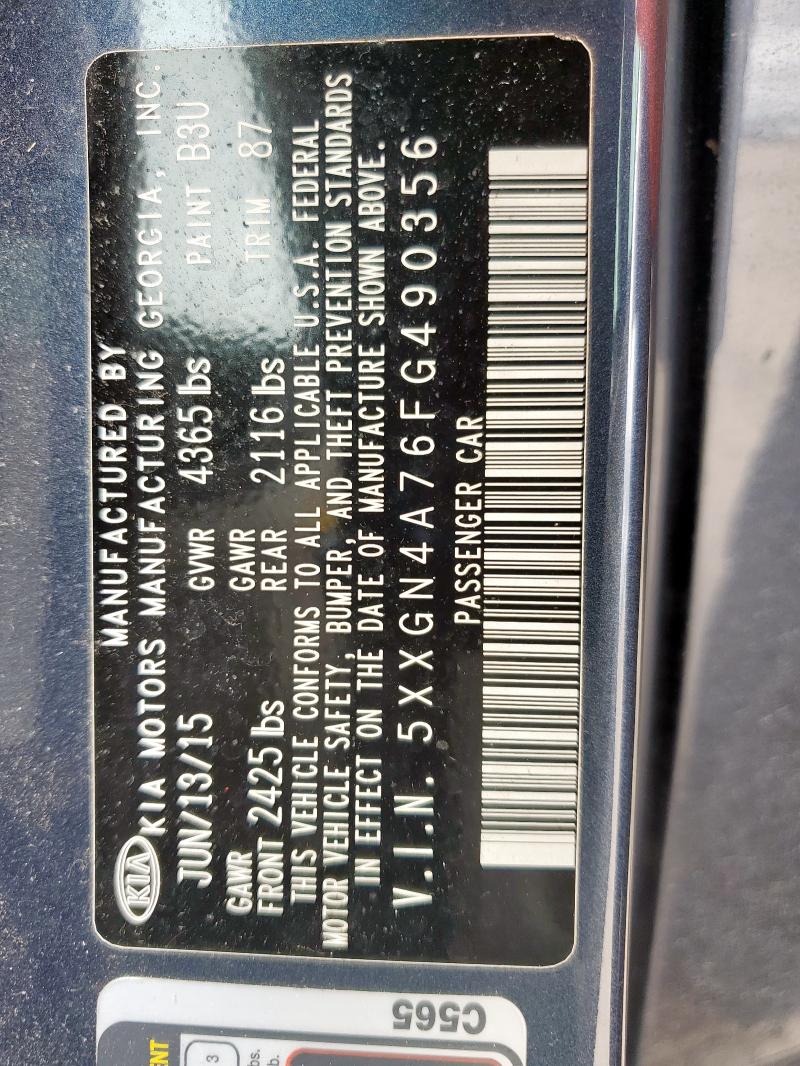 MANUFACTURED BY
KIA KIA MOTORS MANUFACTURING GEORGIA, INC.
JUN/13/15 GVWR 4365 lbs PAINT B3U
GAWR GAWR
FRONT 2425 lbs REAR 2116 lbs TRIM 87
THIS VEHICLE CONFORMS TO ALL APPLICABLE U.S.A. FEDERAL
MOTOR VEHICLE SAFETY, BUMPER, AND THEFT PREVENTION STANDARDS
IN EFFECT ON THE DATE OF MANUFACTURE SHOWN ABOVE.
V.I.N. 5XXGN4A76FG490356
PASSENGER CAR
C565
3